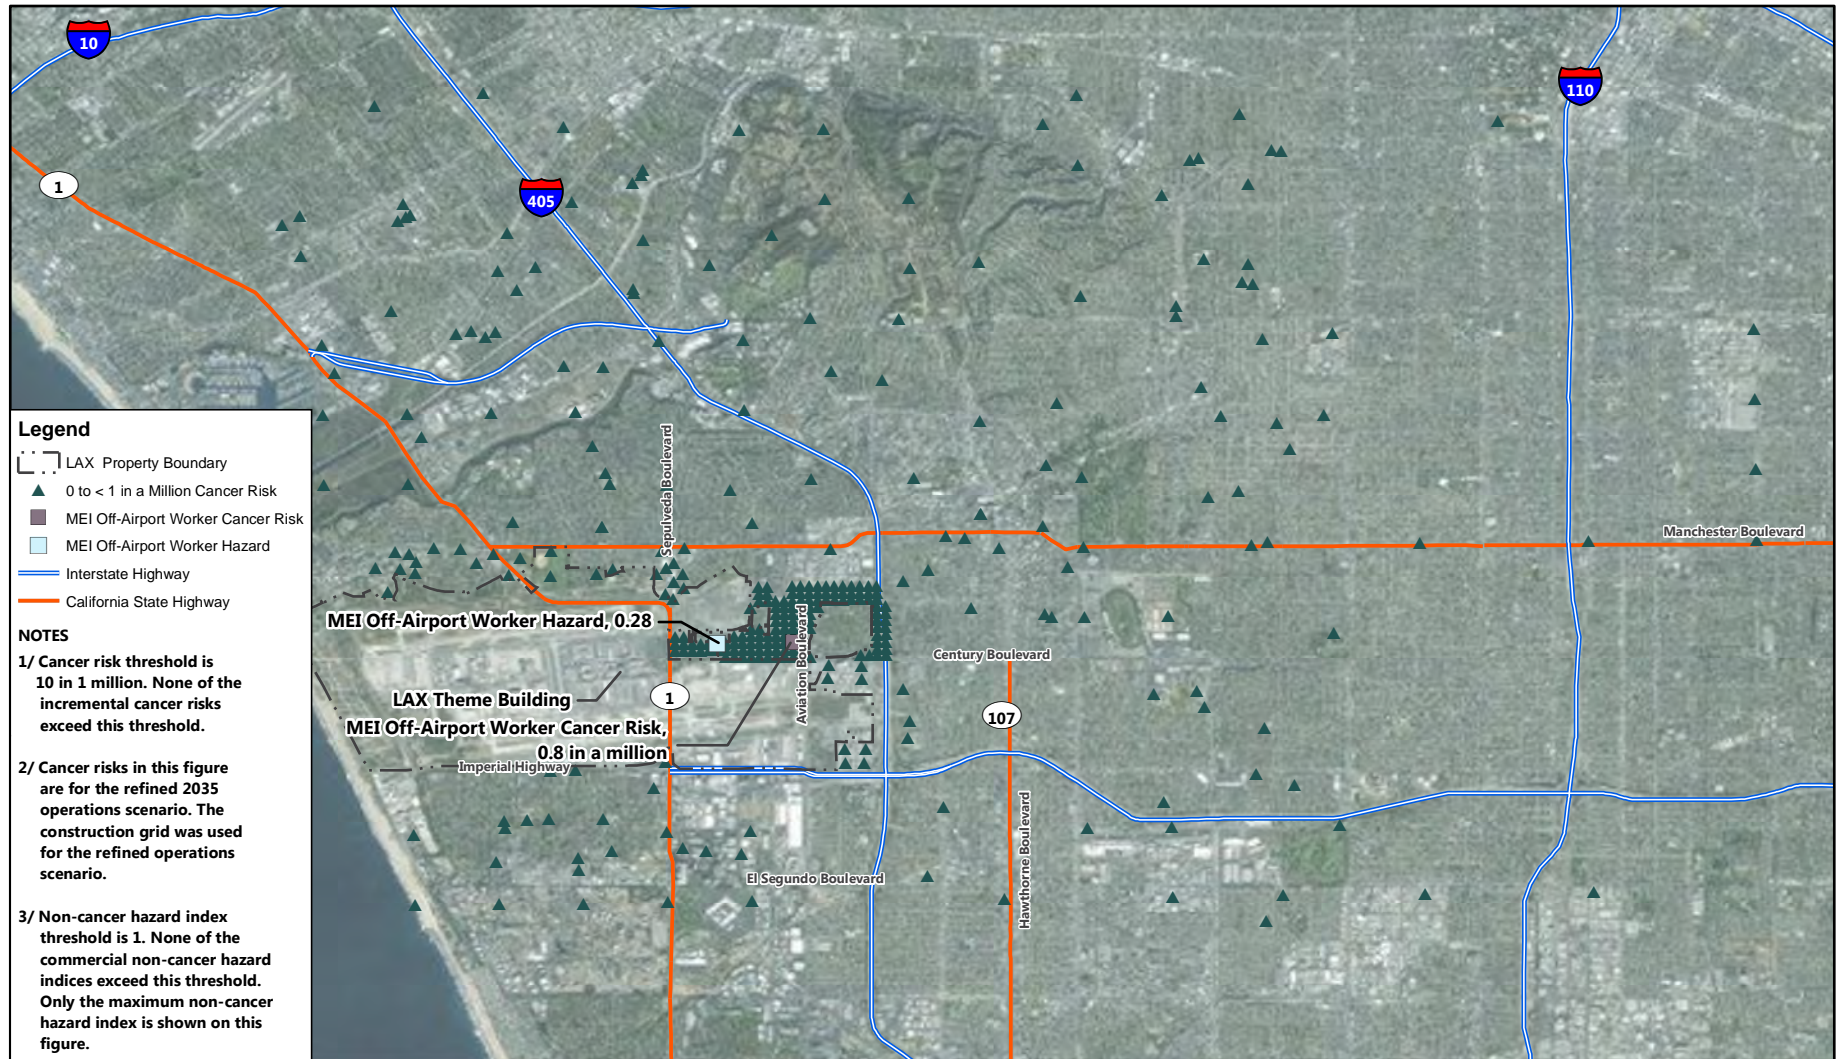 10
110
1
405
Legend
LAX Property Boundary
0 to < 1 in a Million Cancer Risk
MEI Off-Airport Worker Cancer Risk
MEI Off-Airport Worker Hazard
Interstate Highway
California State Highway
NOTES
1/ Cancer risk threshold is
10 in 1 million. None of the
incremental cancer risks
exceed this threshold.
2/ Cancer risks in this figure
are for the refined 2035
operations scenario. The
construction grid was used
for the refined operations
scenario.
3/ Non-cancer hazard index
threshold is 1. None of the
commercial non-cancer hazard
indices exceed this threshold.
Only the maximum non-cancer
hazard index is shown on this
figure.
Sepulveda Boulevard
Manchester Boulevard
MEI Off-Airport Worker Hazard, 0.28
Aviation Boulevard
Century Boulevard
LAX Theme Building
1
107
MEI Off-Airport Worker Cancer Risk,
0.8 in a million
Imperial Highway
Hawthorne Boulevard
El Segundo Boulevard